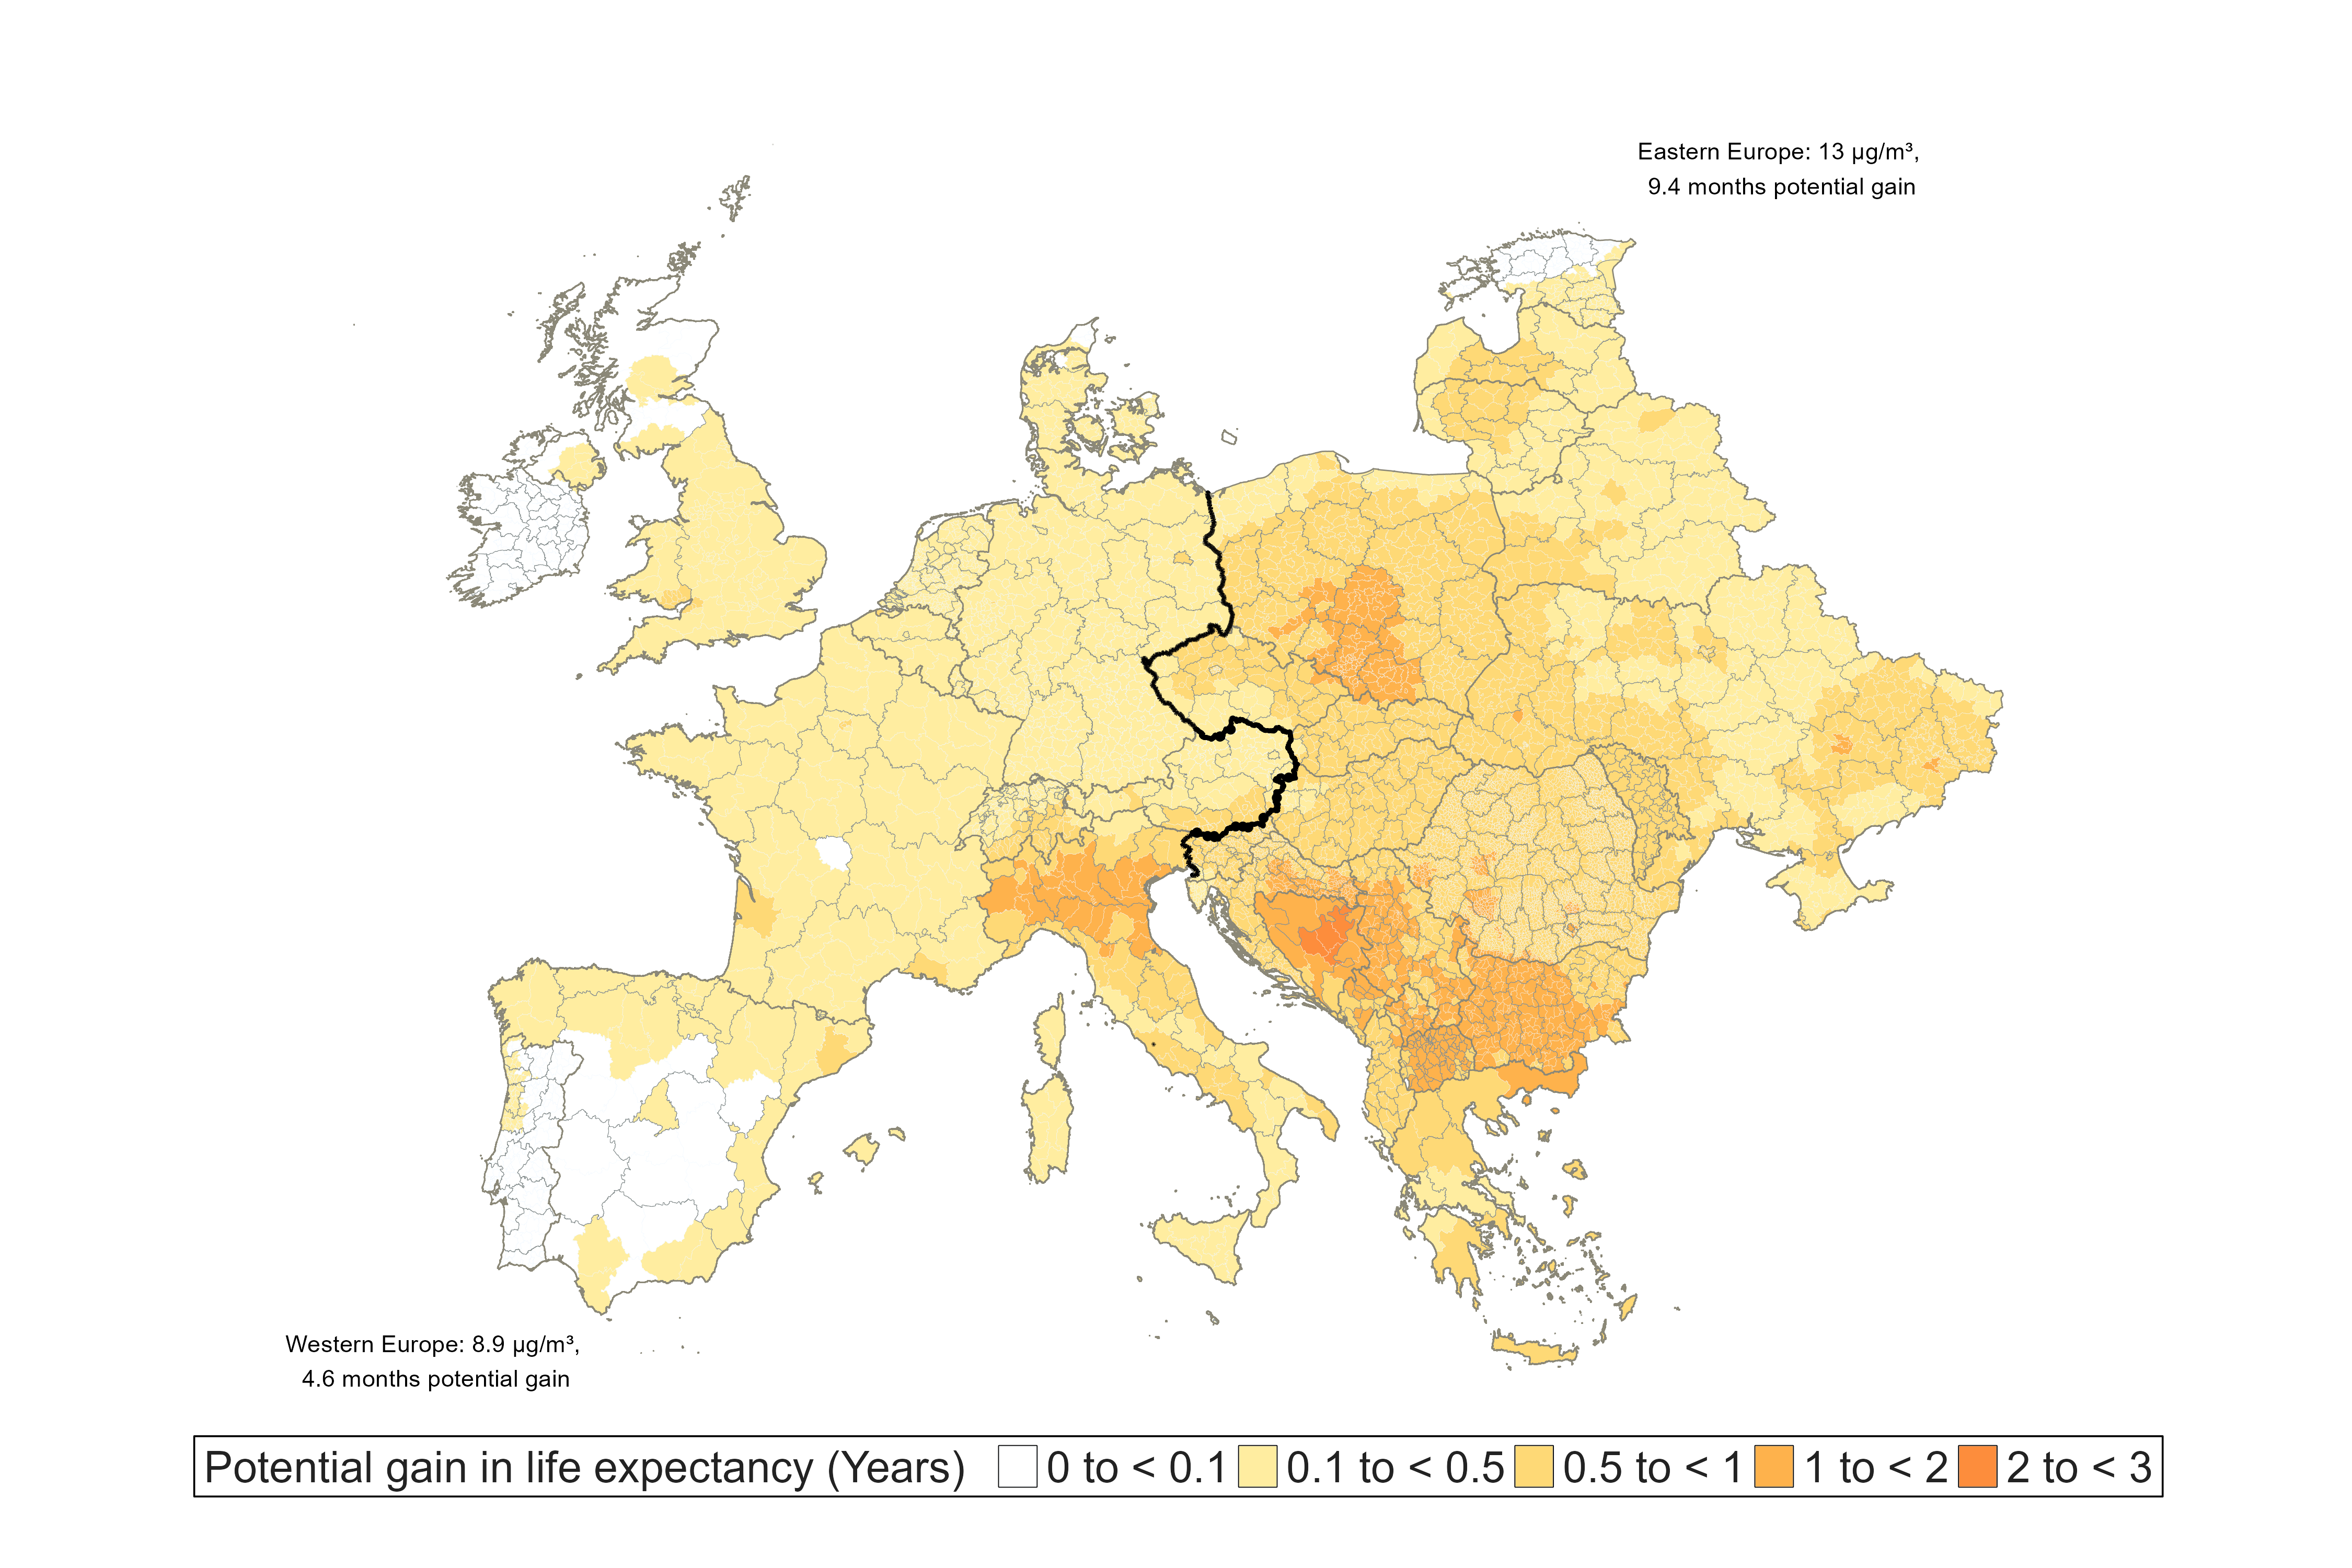 Eastern Europe: 13 µg/m³,
9.4 months potential gain
Western Europe: 8.9 µg/m³,
4.6 months potential gain
Potential gain in life expectancy (Years) 0 to < 0.1 0.1 to < 0.5 0.5 to < 1 1 to < 2 2 to < 3